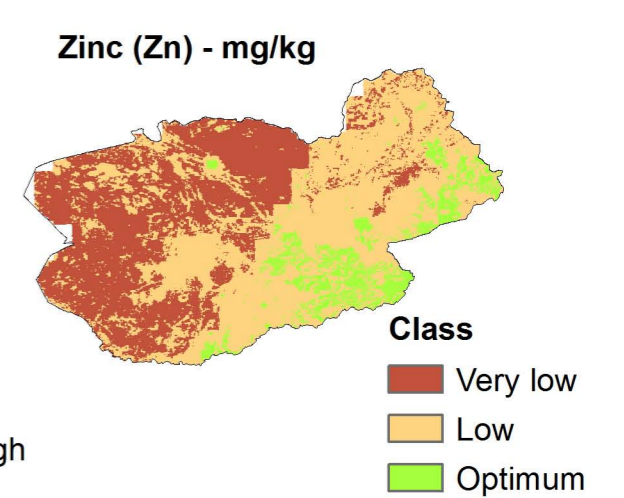 Zinc (Zn) - mg/kg
Class
Very low
Low
gh
Optimum